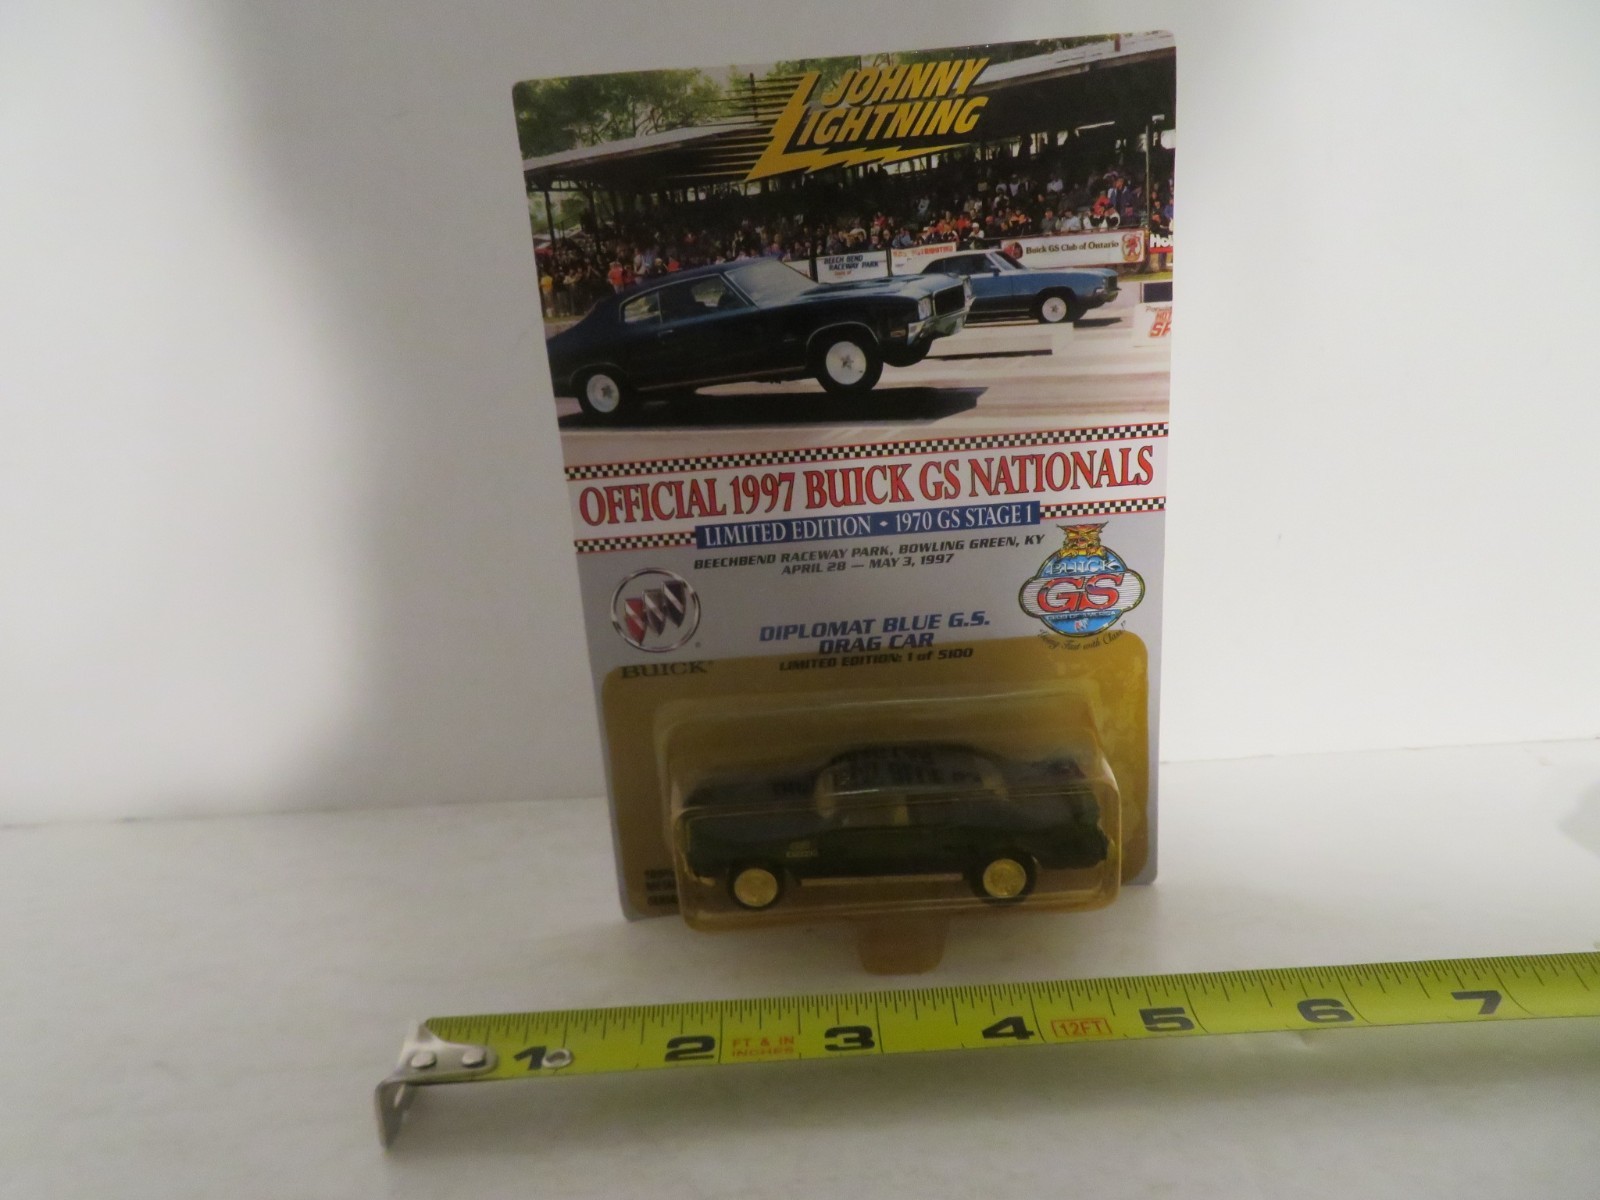 JOHNNY
LIGHTNING
BEECH BEND
RACEWAY PARK
Buick GS Club of Ontario
OFFICIAL 1997 BUICK GS NATIONALS
LIMITED EDITION • 1970 GS STAGE 1
BEECHBEND RACEWAY PARK, BOWLING GREEN, KY
APRIL 28 — MAY 3, 1997
BUICK
GS
DIPLOMAT BLUE G.S.
DRAG CAR
LIMITED EDITION: 1 of 5100
BUICK
1 2 FT & IN 3 4 12FT 5 6 7
INCHES